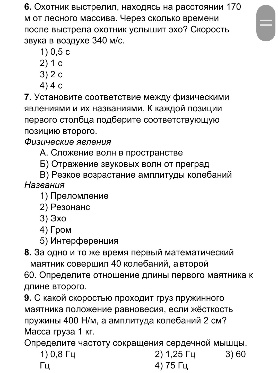 6. Охотник выстрелил, находясь на расстоянии 170
м от лесного массива. Через сколько времени
после выстрела охотник услышит эхо? Скорость
звука в воздухе 340 м/с.
1) 0,5 с
2) 1 с
3) 2 с
4) 4 с
7. Установите соответствие между физическими
явлениями и их названиями. К каждой позиции
первого столбца подберите соответствующую
позицию второго.
Физические явления
А. Сложение волн в пространстве
Б) Отражение звуковых волн от преград
В) Резкое возрастание амплитуды колебаний
Названия
1) Преломление
2) Резонанс
3) Эхо
4) Гром
5) Интерференция
8. За одно и то же время первый математический
маятник совершил 40 колебаний, а второй
60. Определите отношение длины первого маятника к
длине второго.
9. С какой скоростью проходит груз пружинного
маятника положение равновесия, если жёсткость
пружины 400 Н/м, а амплитуда колебаний 2 см?
Масса груза 1 кг.
Определите частоту сокращения сердечной мышцы.
1) 0,8 Гц 2) 1,25 Гц 3) 60
Гц 4) 75 Гц